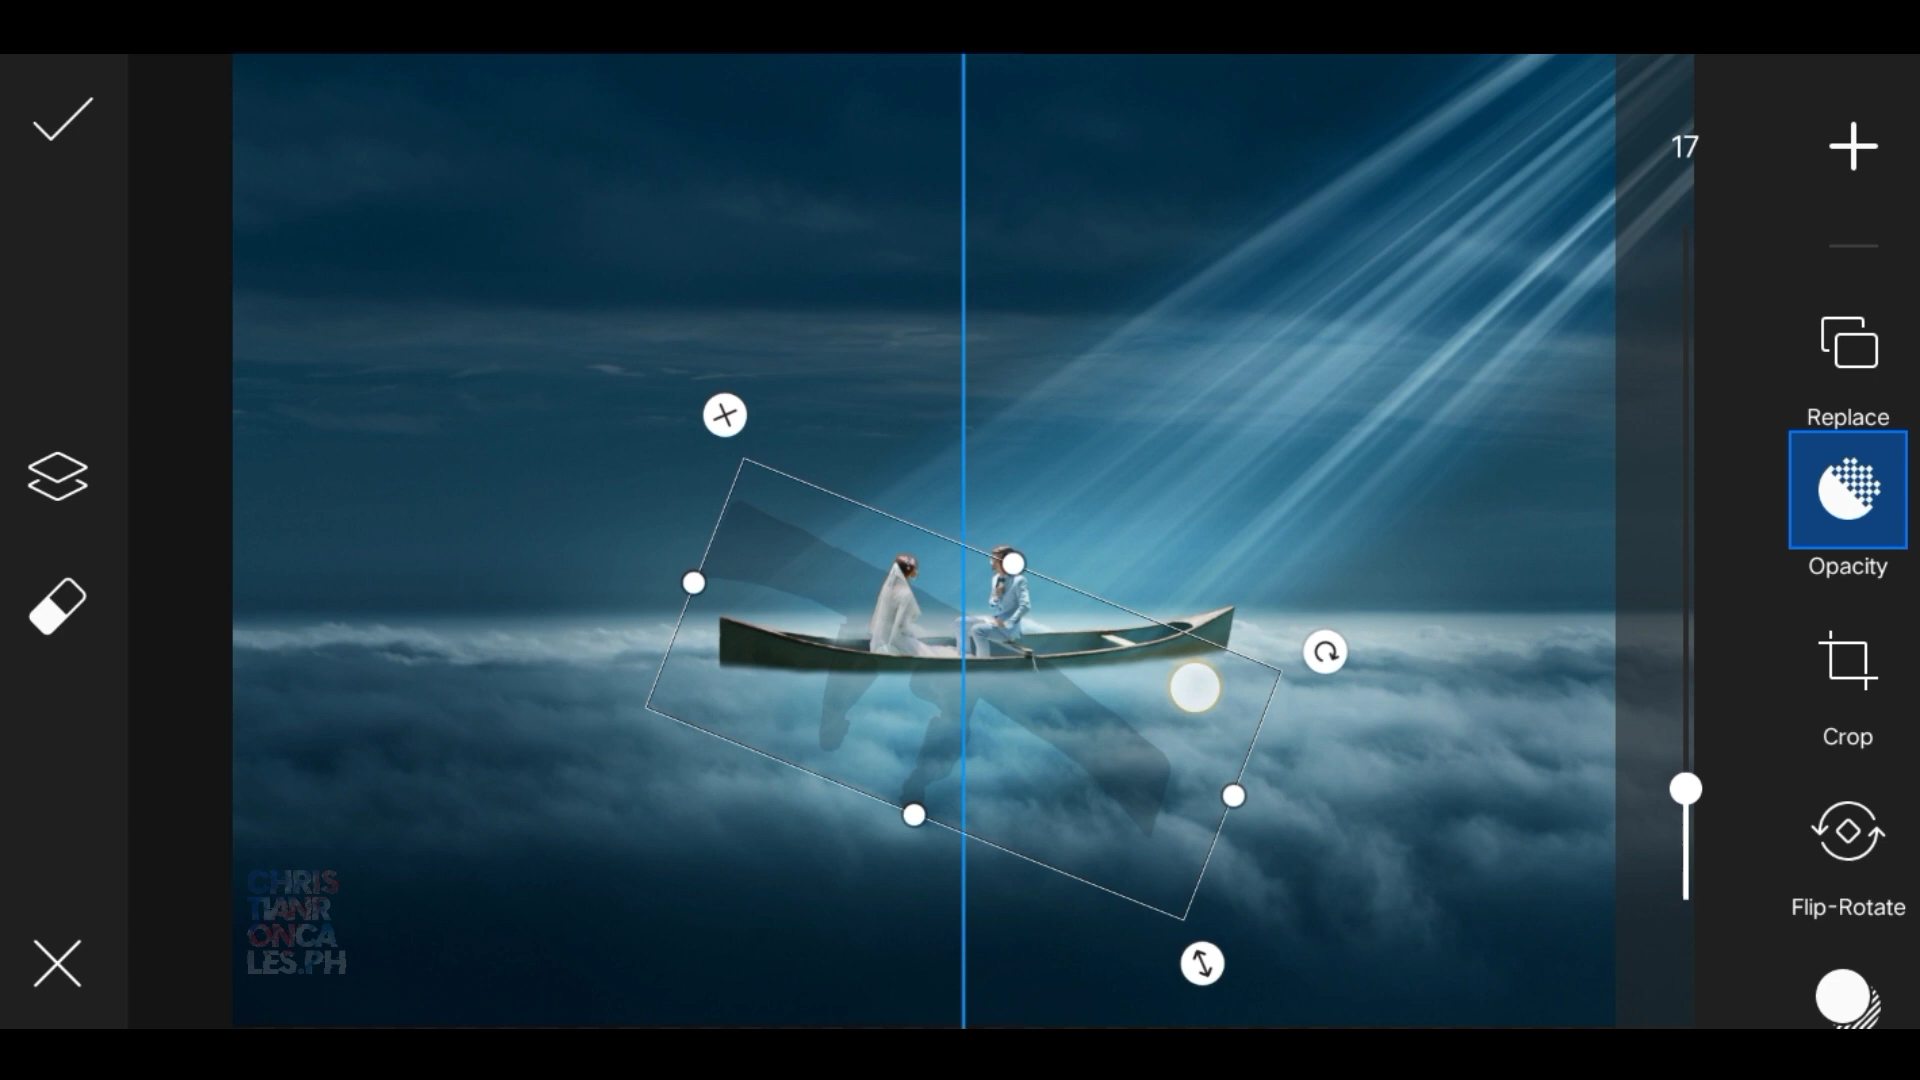 17
Replace
Opacity
Crop
Flip-Rotate
CHRIS
TIANR
ONCA
LES.PH